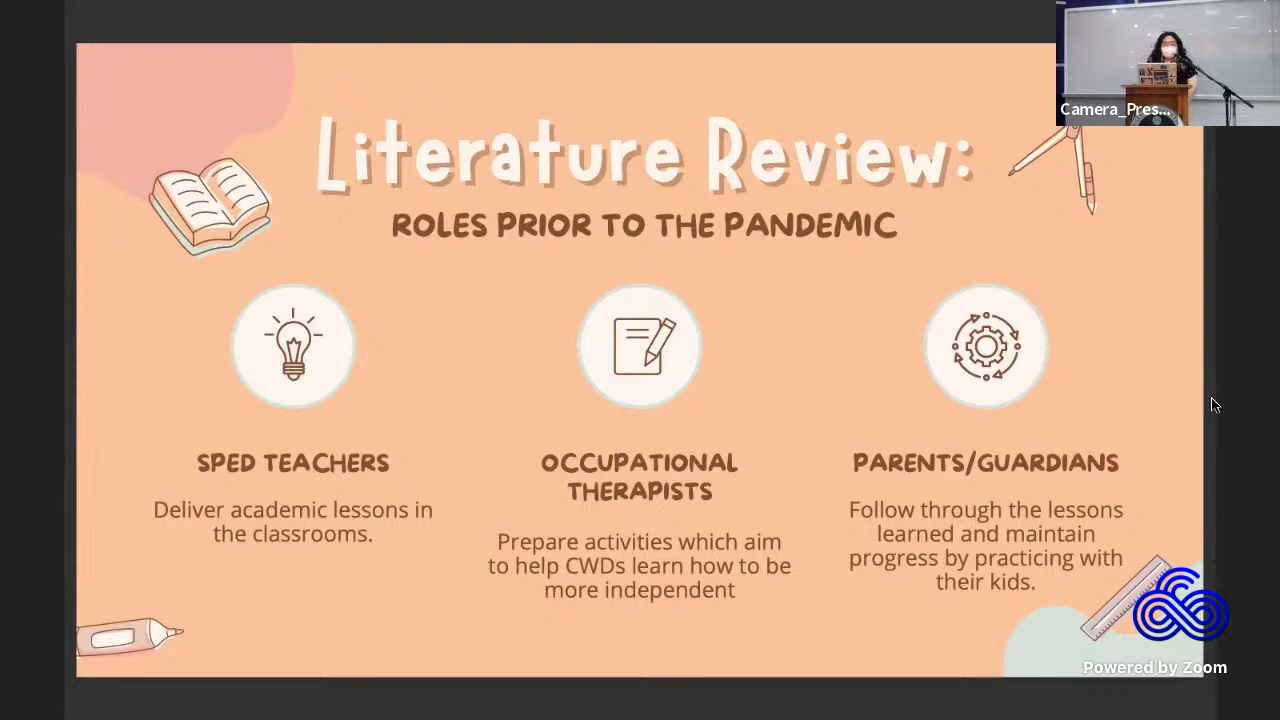 Camera_Pres...
Literature Review:
ROLES PRIOR TO THE PANDEMIC
SPED TEACHERS
Deliver academic lessons in
the classrooms.
OCCUPATIONAL
THERAPISTS
Prepare activities which aim
to help CWDs learn how to be
more independent
PARENTS/GUARDIANS
Follow through the lessons
learned and maintain
progress by practicing with
their kids.
Powered by Zoom